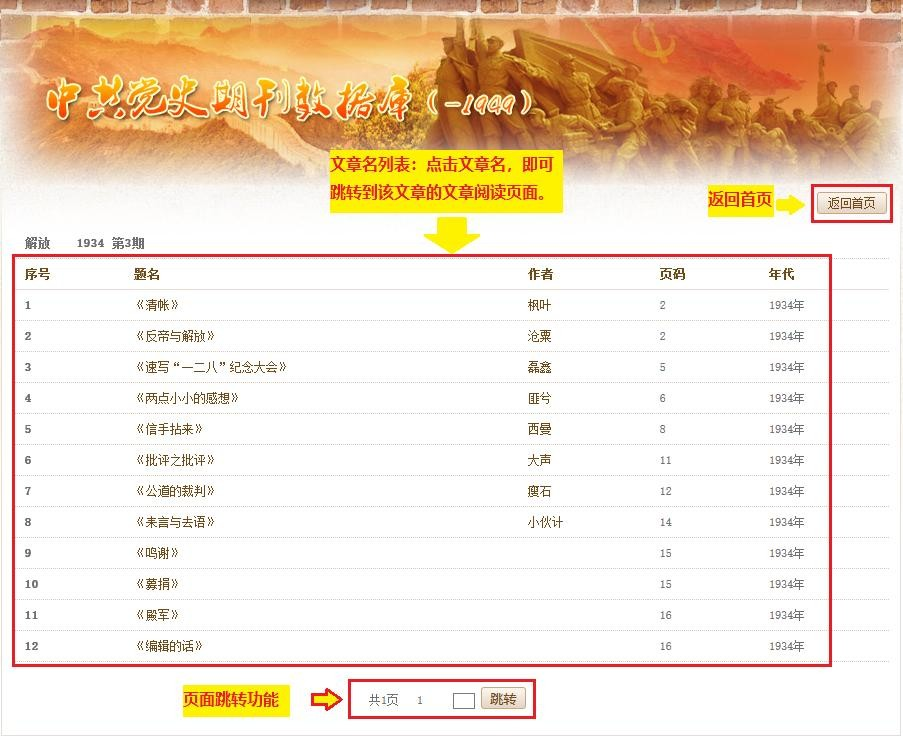 中共党史期刊数据库（-1949）
文章名列表：点击文章名，即可
跳转到该文章的文章阅读页面。
返回首页 返回首页
解放 1934 第3期
序号 题名 作者 页码 年代
1 《清帐》 枫叶 2 1934年
2 《反帝与解放》 沧粟 2 1934年
3 《速写“一二八”纪念大会》 磊鑫 5 1934年
4 《两点小小的感想》 匪兮 6 1934年
5 《信手拈来》 西曼 8 1934年
6 《批评之批评》 大声 11 1934年
7 《公道的裁判》 瘦石 12 1934年
8 《来言与去语》 小伙计 14 1934年
9 《鸣谢》 15 1934年
10 《募捐》 15 1934年
11 《殿军》 16 1934年
12 《编辑的话》 16 1934年
页面跳转功能 共1页 1 跳转